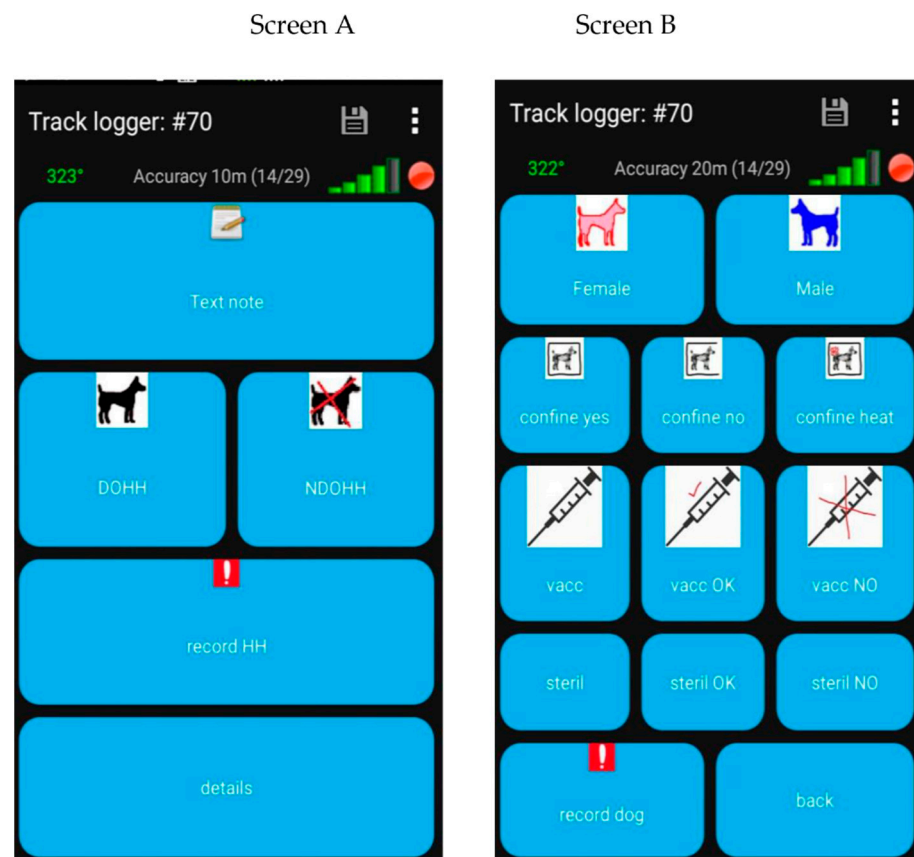 Screen A
Screen B
Track logger: #70
323°
Accuracy 10m (14/29)
Text note
DOHH
NDOHH
record HH
details
Track logger: #70
322°
Accuracy 20m (14/29)
Female
Male
confine yes
confine no
confine heat
vacc
vacc OK
vacc NO
steril
steril OK
steril NO
record dog
back